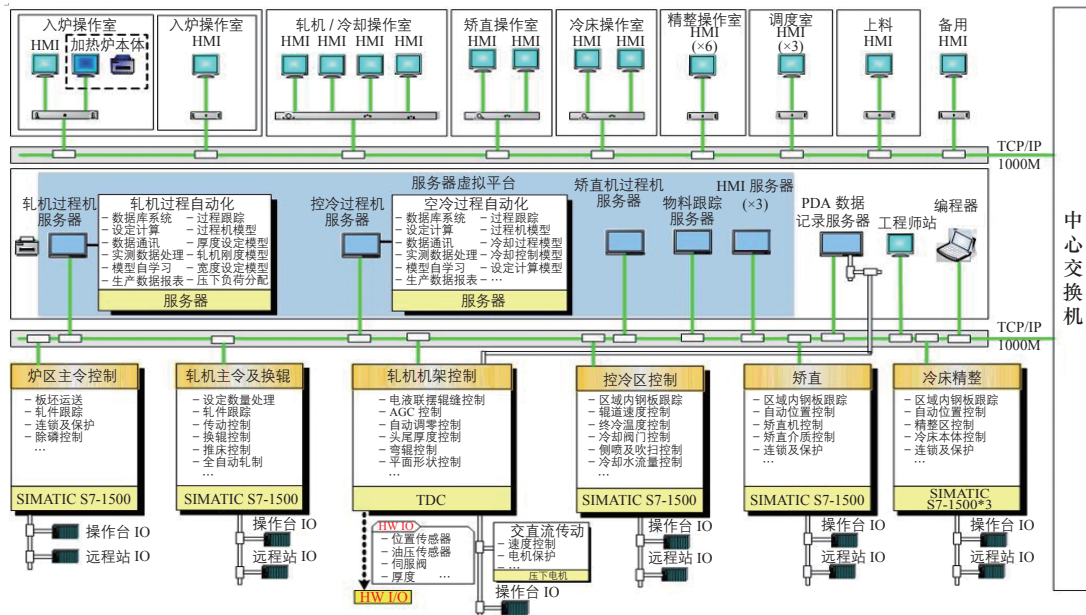 入炉操作室
HMI
加热炉本体
入炉操作室
HMI
轧机 / 冷却操作室
HMI HMI HMI HMI
矫直操作室
HMI HMI
冷床操作室
HMI HMI
精整操作室
HMI
(×6)
调度室
HMI
(×3)
上料
HMI
备用
HMI
TCP/IP
1000M
中心交换机
服务器虚拟平台
轧机过程机
服务器
轧机过程自动化
– 数据库系统
– 设定计算
– 数据通讯
– 实测数据处理
– 模型自学习
– 生产数据报表
– 过程跟踪
– 过程机模型
– 厚度设定模型
– 轧机刚度模型
– 宽度设定模型
– 压下负荷分配
服务器
控冷过程机
服务器
空冷过程自动化
– 数据库系统
– 设定计算
– 数据通讯
– 实测数据处理
– 模型自学习
– 生产数据报表
– 过程跟踪
– 过程机模型
– 冷却过程模型
– 冷却控制模型
– 设定计算模型
– …
服务器
矫直机过程机
服务器
物料跟踪
服务器
HMI 服务器
(×3)
PDA 数据
记录服务器
工程师站
编程器
TCP/IP
1000M
炉区主令控制
– 板坯运送
– 轧件跟踪
– 连锁及保护
– 除磷控制
…
SIMATIC S7-1500
操作台 IO
远程站 IO
轧机主令及换辊
– 设定数量处理
– 轧件跟踪
– 传动控制
– 换辊控制
– 推床控制
– 全自动轧制
…
SIMATIC S7-1500
操作台 IO
远程站 IO
轧机机架控制
– 电液联摆辊缝控制
– AGC 控制
– 自动调零控制
– 头尾厚度控制
– 弯辊控制
– 平面形状控制
…
TDC
HW IO
– 位置传感器
– 油压传感器
– 伺服阀
– 厚度 …
HW I/O
交直流传动
– 速度控制
– 电机保护
– …
压下电机
操作台 IO
控冷区控制
– 区域内钢板跟踪
– 辊道速度控制
– 终冷温度控制
– 冷却阀门控制
– 侧喷及吹扫控制
– 冷却水流量控制
…
SIMATIC S7-1500
操作台 IO
远程站 IO
矫直
– 区域内钢板跟踪
– 自动位置控制
– 矫直机控制
– 矫直介质控制
– 连锁及保护
…
SIMATIC S7-1500
操作台 IO
远程站 IO
冷床精整
– 区域内钢板跟踪
– 自动位置控制
– 精整区控制
– 冷床本体控制
– 连锁及保护
…
SIMATIC
S7-1500*3
操作台 IO
远程站 IO